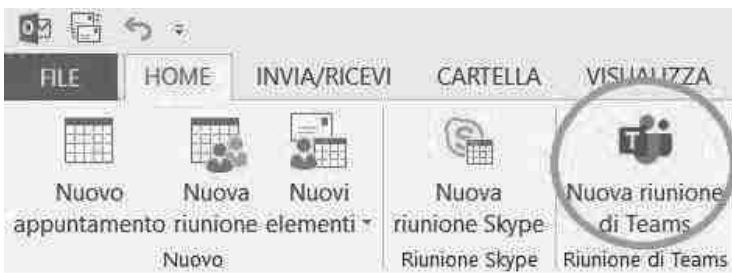 FILE HOME INVIA/RICEVI CARTELLA VISUALIZZA
Nuovo appuntamento
Nuova riunione
Nuovi elementi
Nuova riunione Skype
Nuova riunione di Teams
Nuovo Riunione Skype Riunione di Teams